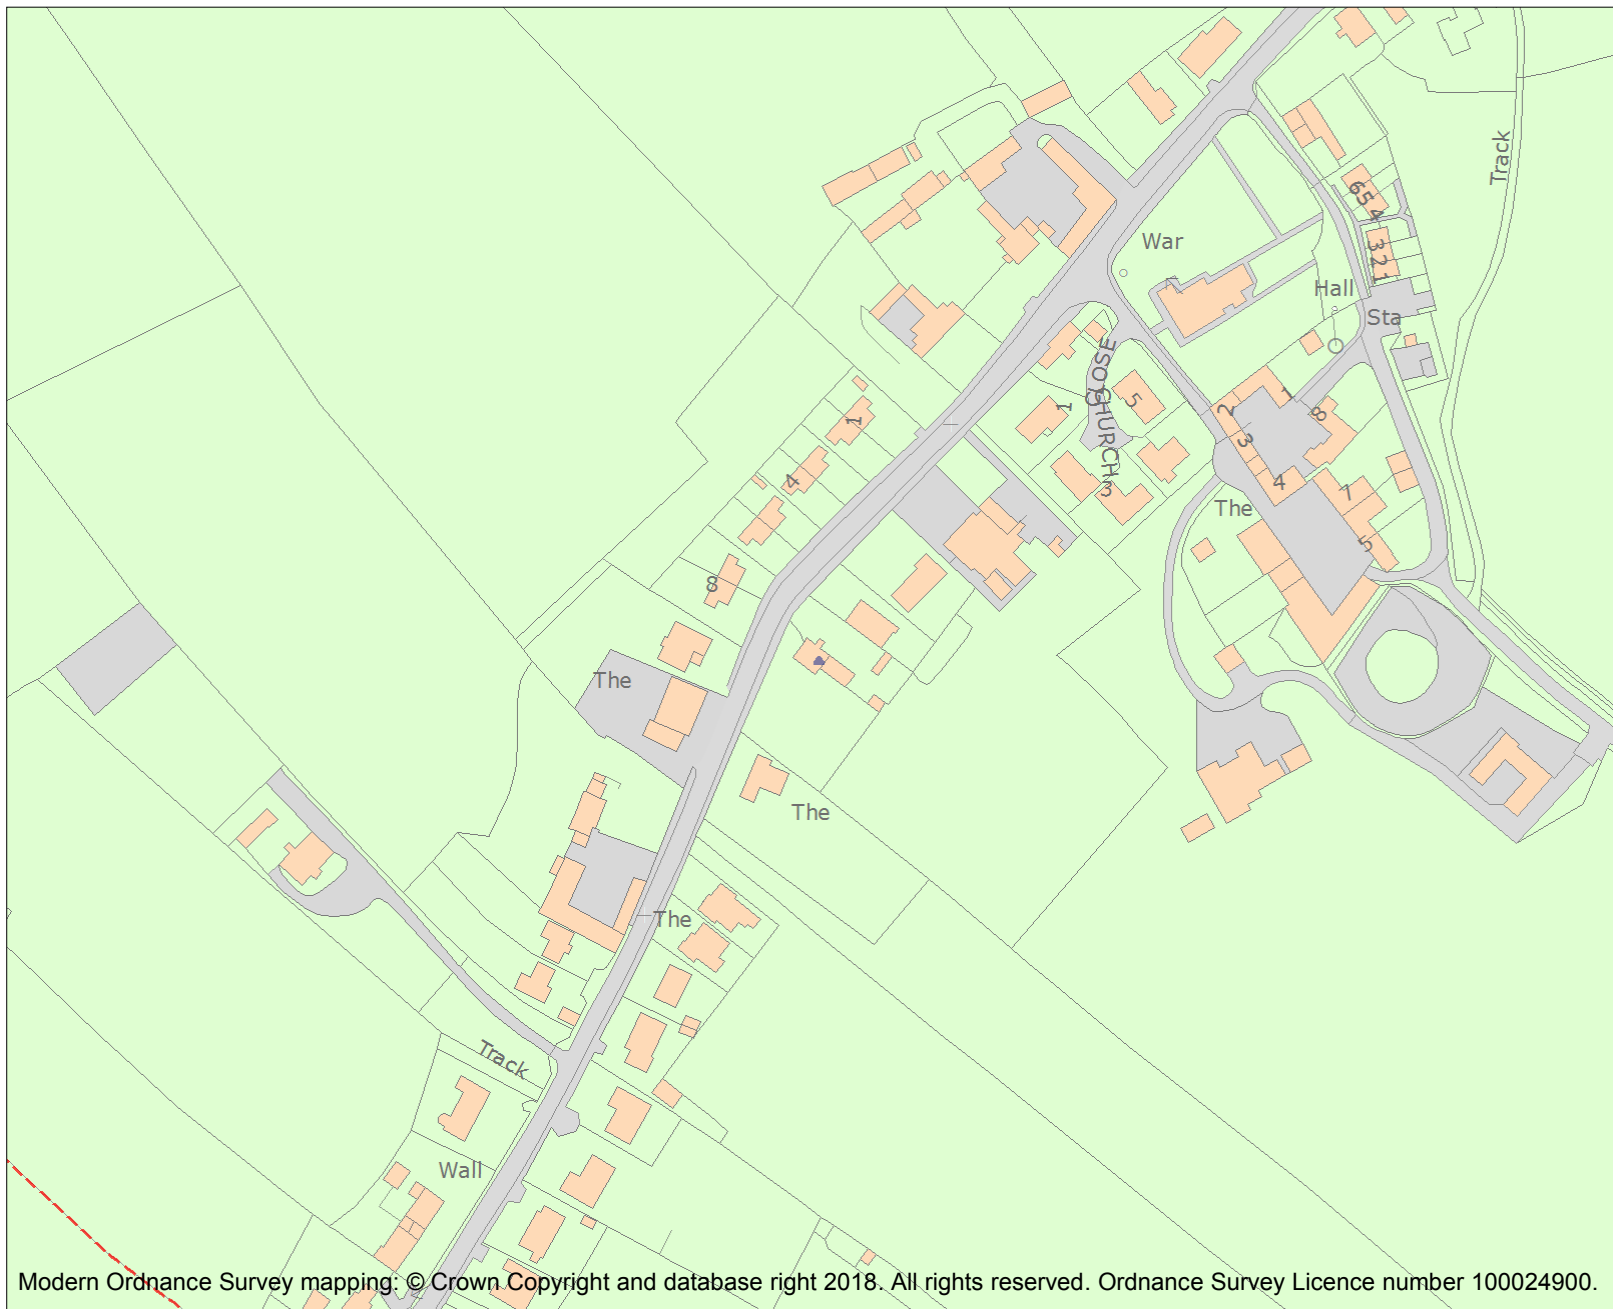 Track
6
5
4
War
3
2
1
Hall
Sta
CLOSE
CHURCH
1
5
1
2
8
1
3
4
3
4
7
The
5
8
The
The
The
Track
Wall
Modern Ordnance Survey mapping: © Crown Copyright and database right 2018. All rights reserved. Ordnance Survey Licence number 100024900.